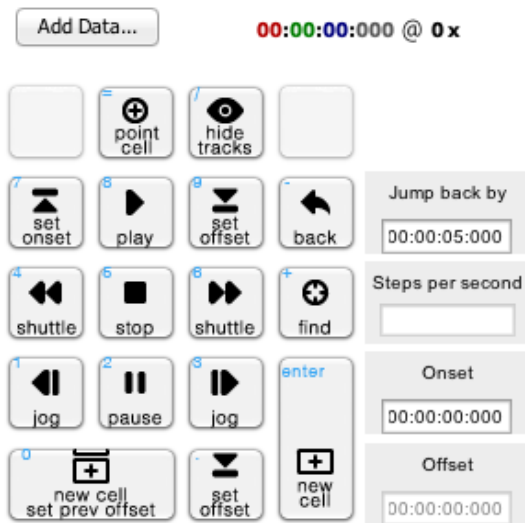 Add Data...
00:00:00:000 @ 0 x
=
point
cell
/
hide
tracks
7
set
onset
8
play
9
set
offset
-
back
Jump back by
00:00:05:000
4
shuttle
5
stop
6
shuttle
+
find
Steps per second
1
jog
2
pause
3
jog
enter
new
cell
Onset
00:00:00:000
0
new cell
set prev offset
.
set
offset
Offset
00:00:00:000